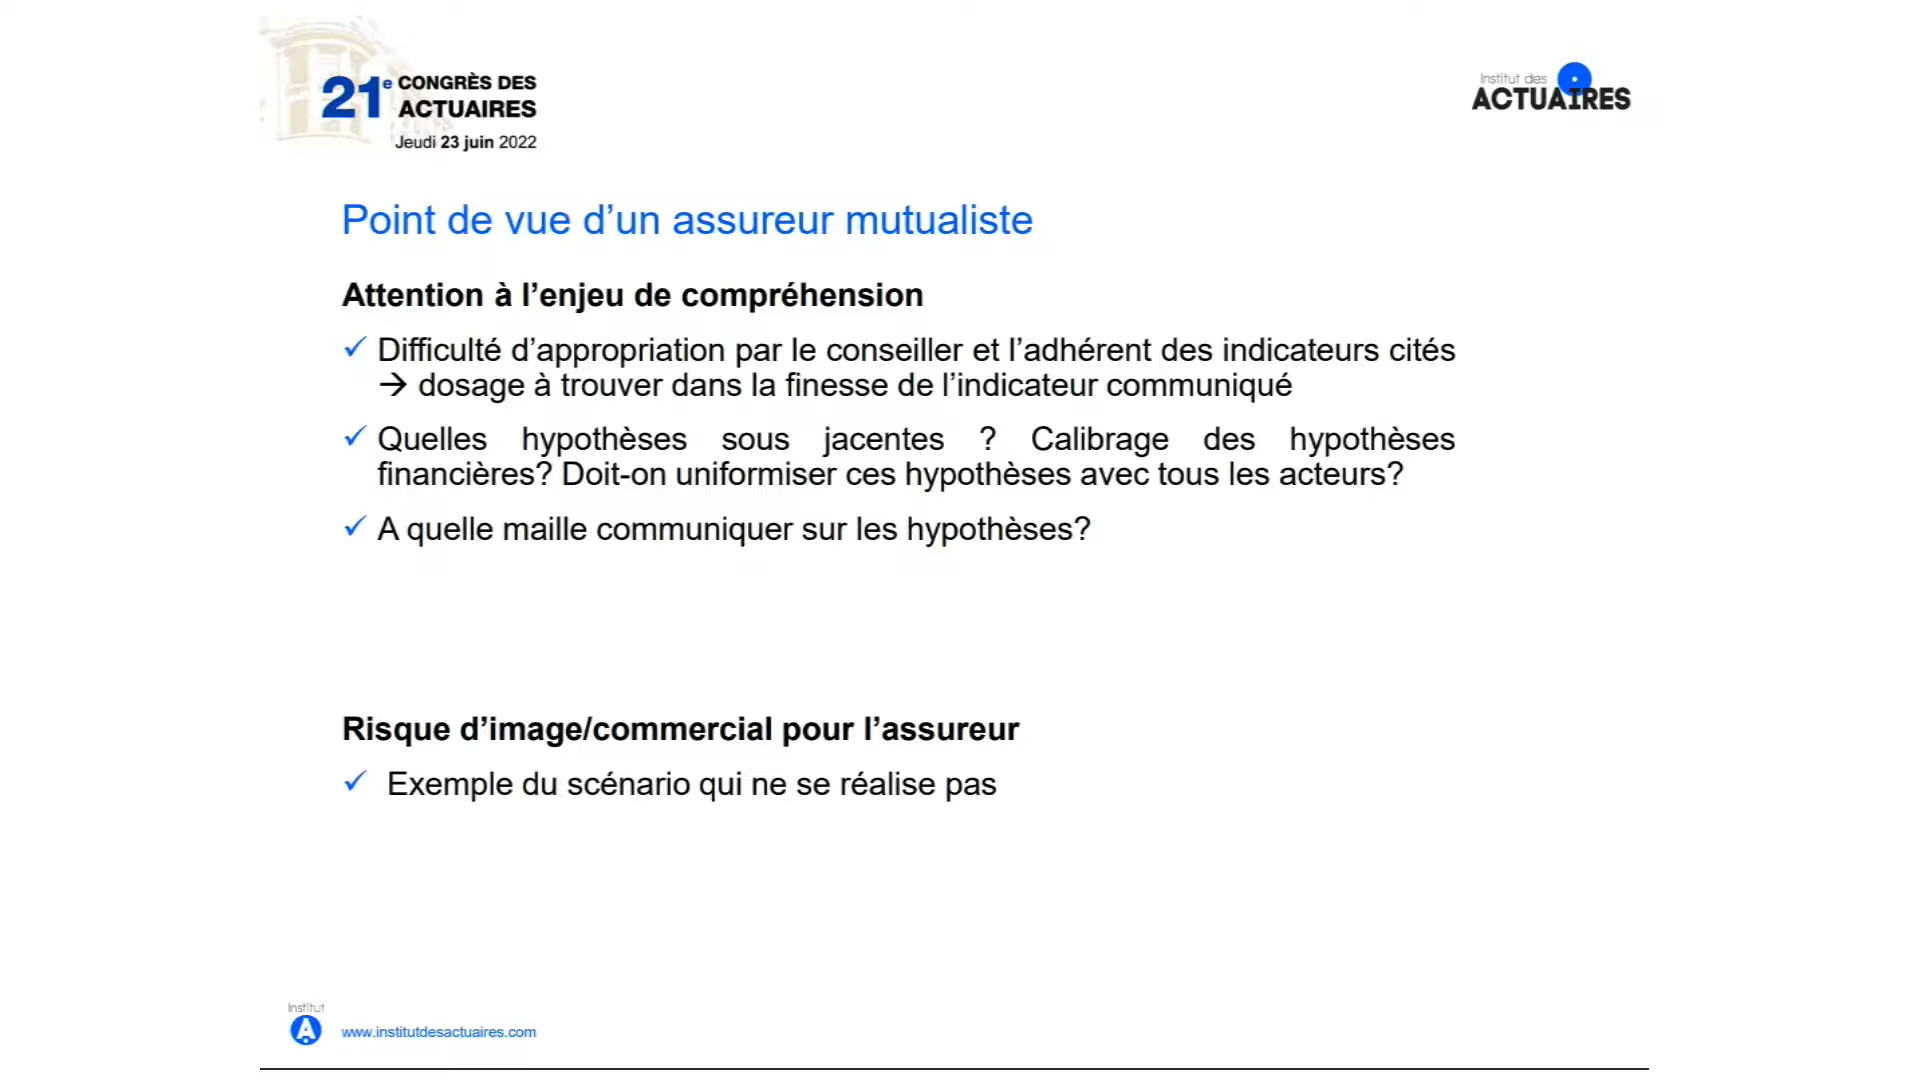 21e CONGRÈS DES
ACTUAIRES
Jeudi 23 juin 2022
Institut des
ACTUAIRES
Point de vue d’un assureur mutualiste
Attention à l’enjeu de compréhension
✓ Difficulté d’appropriation par le conseiller et l’adhérent des indicateurs cités
→ dosage à trouver dans la finesse de l’indicateur communiqué
✓ Quelles hypothèses sous jacentes ? Calibrage des hypothèses
financières? Doit-on uniformiser ces hypothèses avec tous les acteurs?
✓ A quelle maille communiquer sur les hypothèses?
Risque d’image/commercial pour l’assureur
✓ Exemple du scénario qui ne se réalise pas
Institut
A
www.institutdesactuaires.com